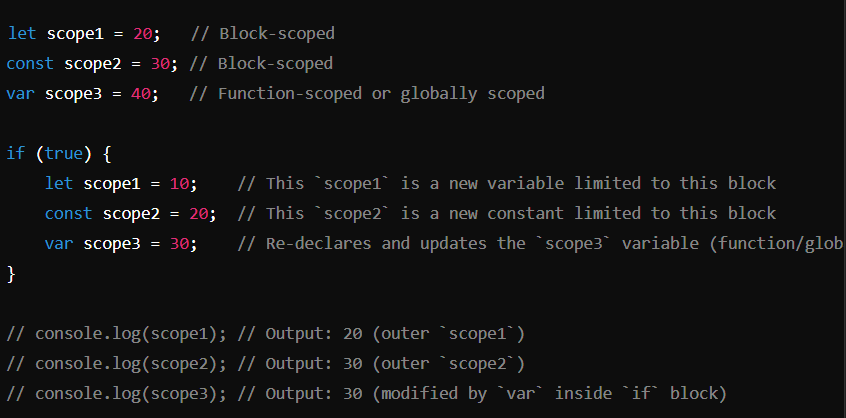 let scope1 = 20;   // Block-scoped
const scope2 = 30; // Block-scoped
var scope3 = 40;   // Function-scoped or globally scoped
if (true) {
    let scope1 = 10;    // This `scope1` is a new variable limited to this block
    const scope2 = 20;  // This `scope2` is a new constant limited to this block
    var scope3 = 30;    // Re-declares and updates the `scope3` variable (function/glob
}
// console.log(scope1); // Output: 20 (outer `scope1`)
// console.log(scope2); // Output: 30 (outer `scope2`)
// console.log(scope3); // Output: 30 (modified by `var` inside `if` block)